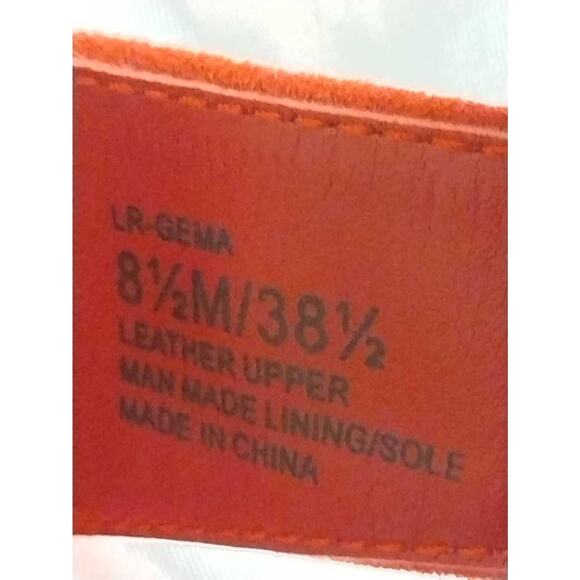 LR-GEMA
8½M/38½
LEATHER UPPER
MAN MADE LINING/SOLE
MADE IN CHINA